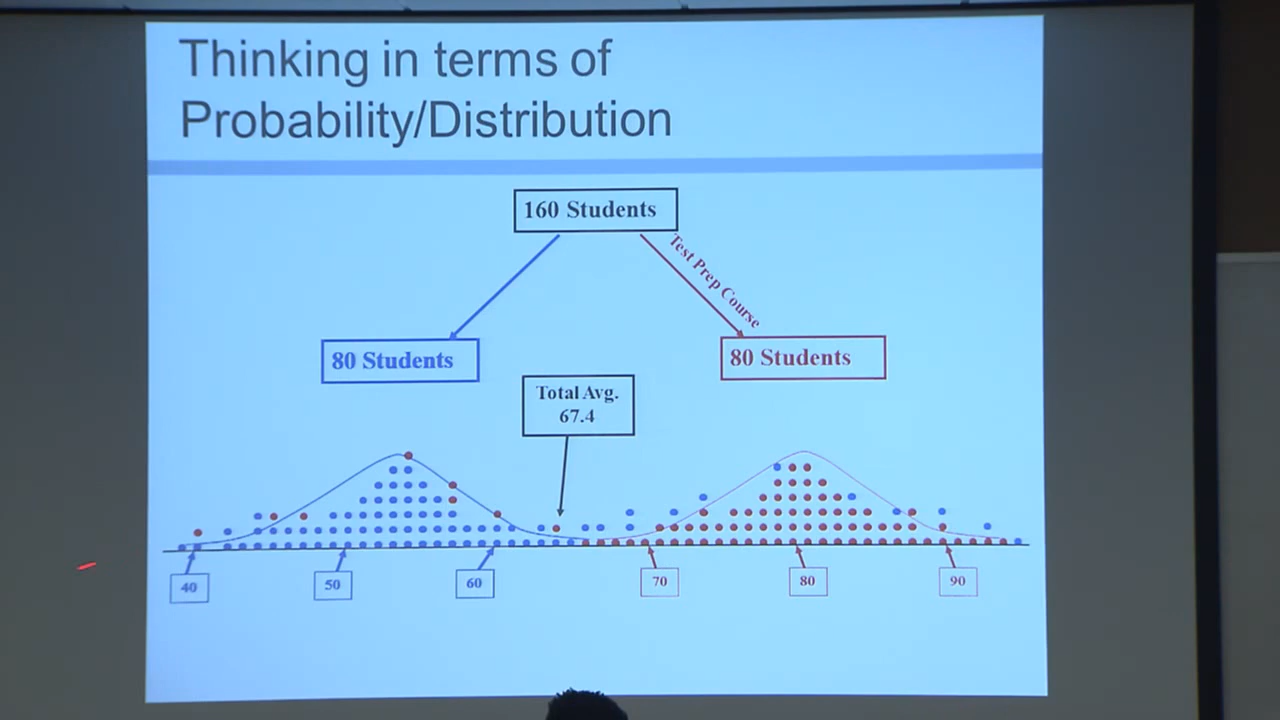 Thinking in terms of
Probability/Distribution
160 Students
Test Prep Course
80 Students
80 Students
Total Avg.
67.4
40
50
60
70
80
90